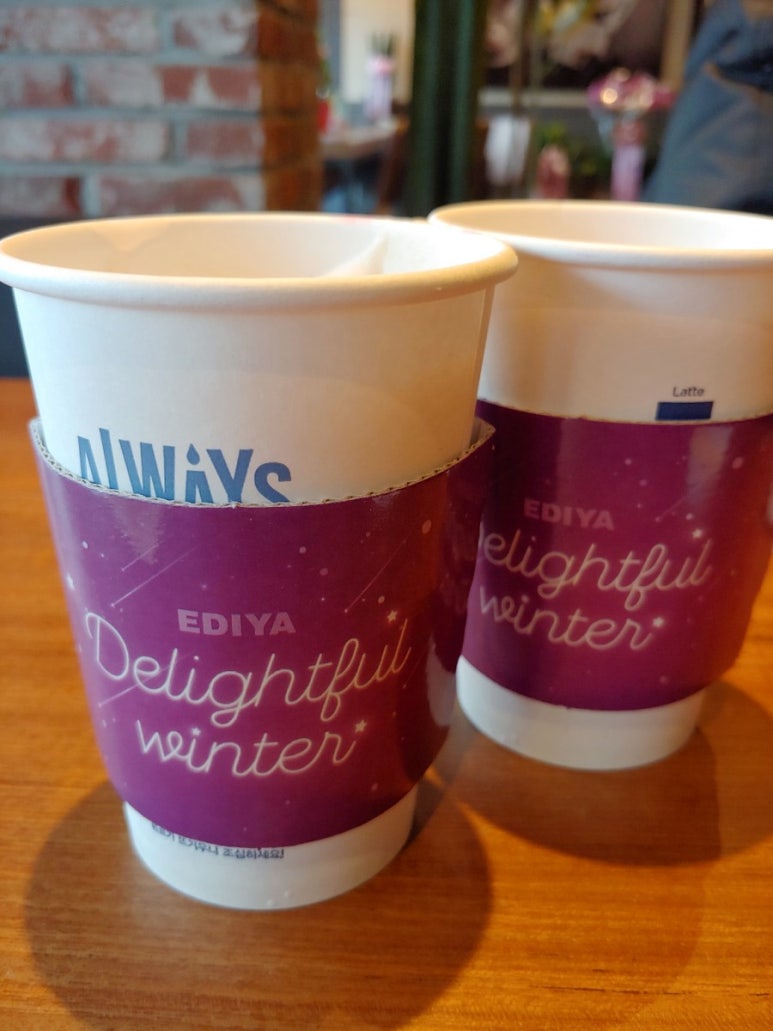 ALWAYS
EDIYA
Delightful
winter
Latte
EDIYA
Delightful
winter